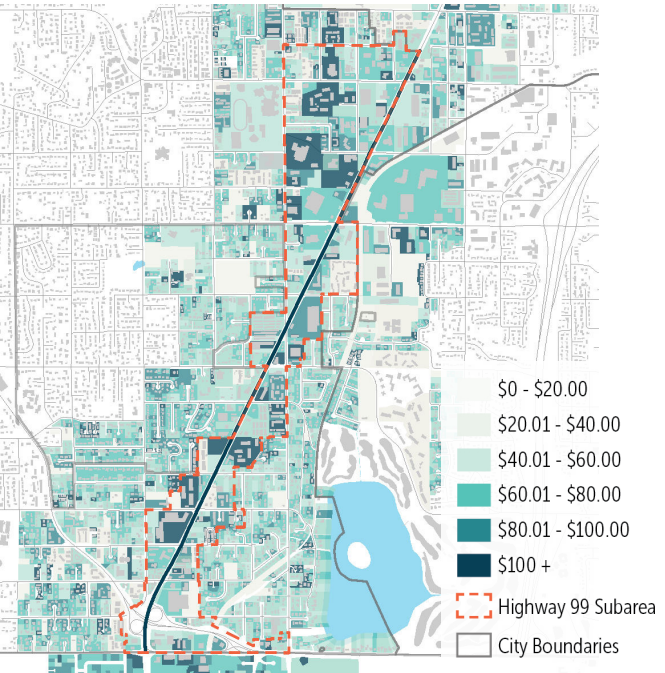 $0 - $20.00
$20.01 - $40.00
$40.01 - $60.00
$60.01 - $80.00
$80.01 - $100.00
$100 +
Highway 99 Subarea
City Boundaries